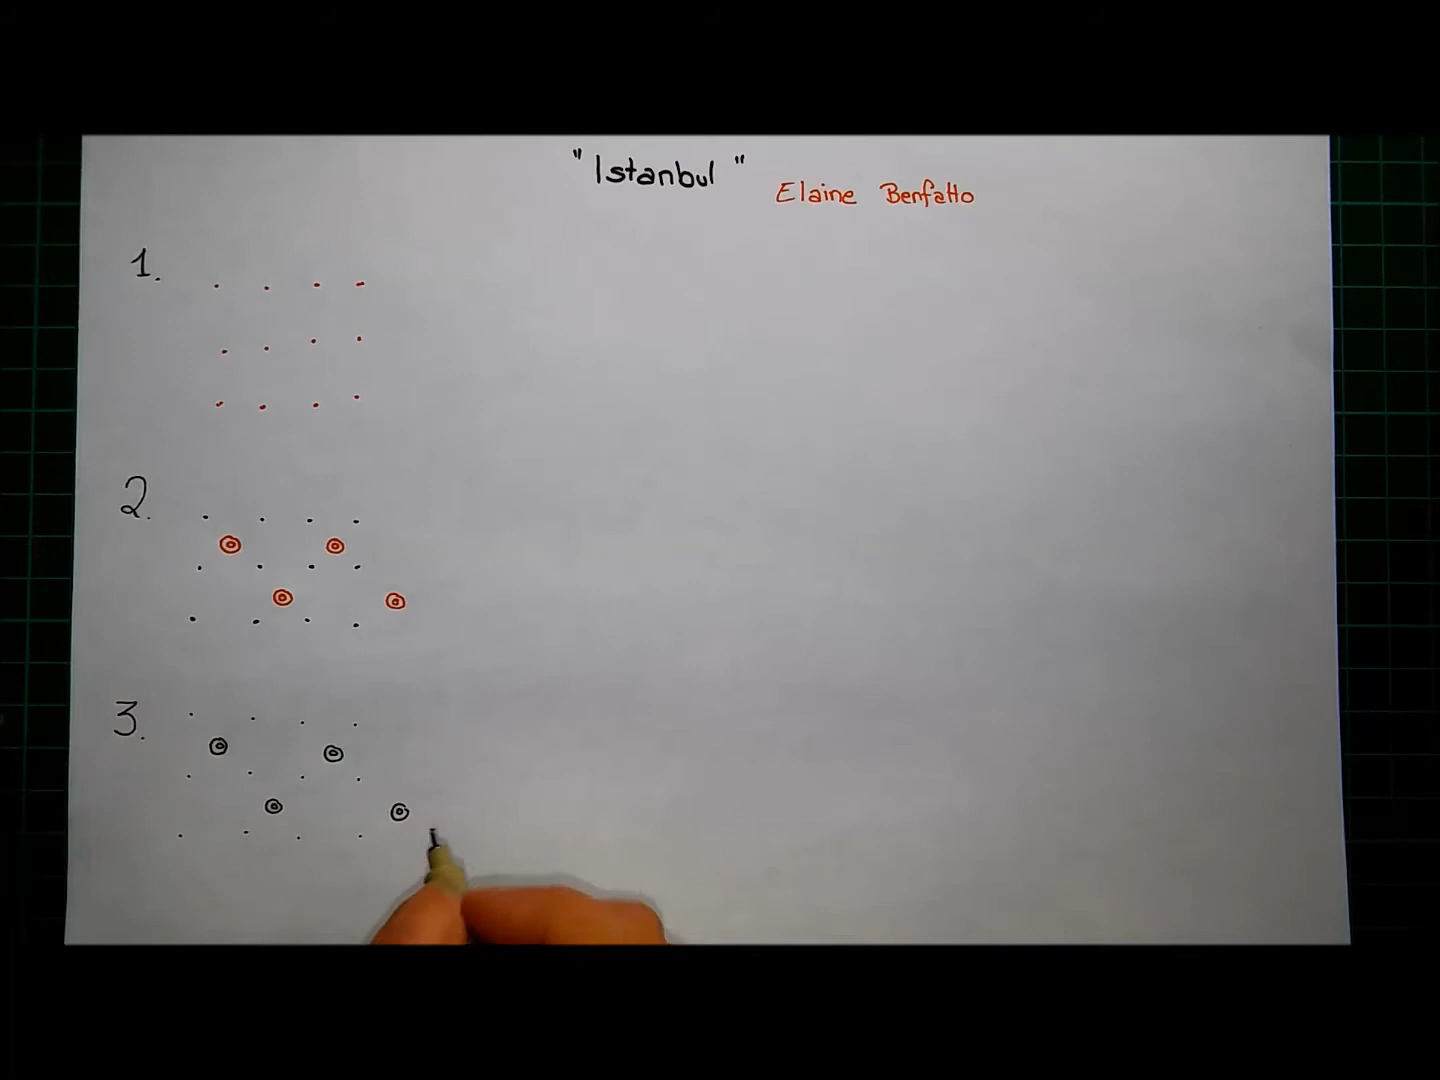 "Istanbul"
Elaine Benfatto
1.
2.
3.